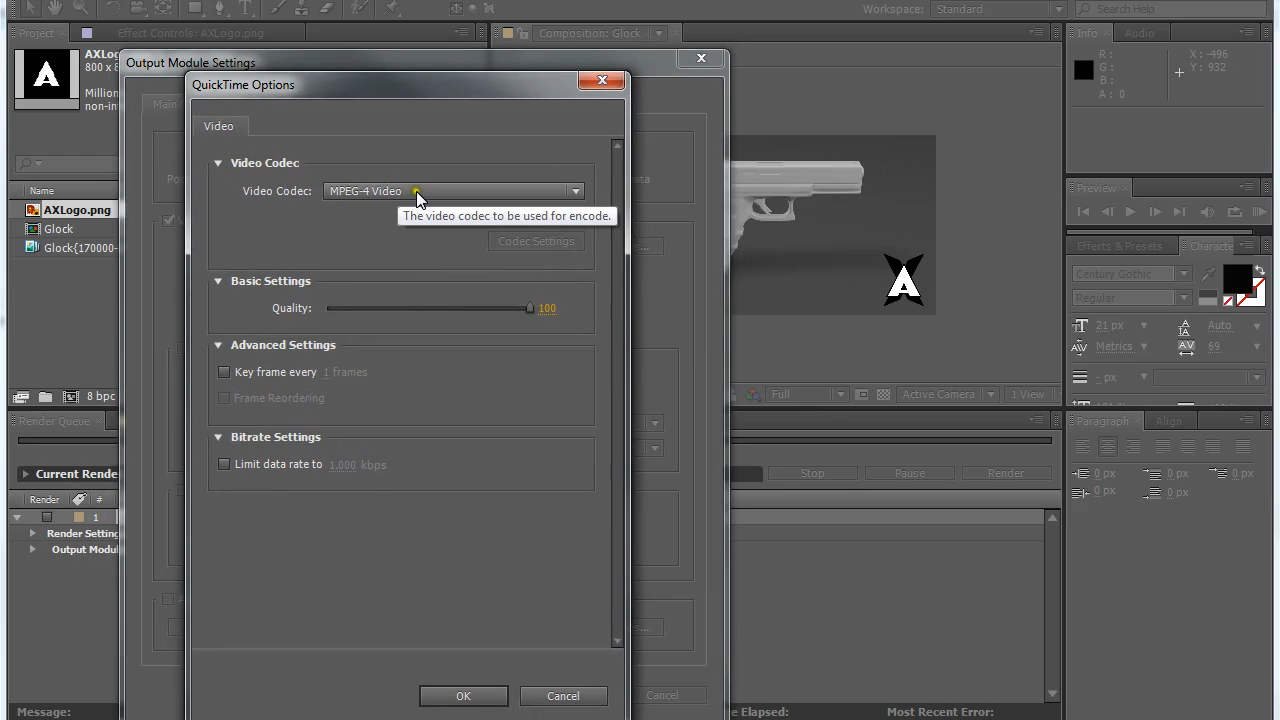 Workspace: Standard
Search Help
Project
Effect Controls: AXLogo.png
Composition: Glock
Info
Audio
AXLo
800 x 8
Million
non-in
Output Module Settings
QuickTime Options
Main
Video
Video Codec
Video Codec: MPEG-4 Video
The video codec to be used for encode.
Codec Settings
Basic Settings
Quality: 100
Advanced Settings
Key frame every 1 frames
Frame Reordering
Bitrate Settings
Limit data rate to 1.000 kbps
OK
Cancel
Cancel
Name
AXLogo.png
Glock
Glock{170000-
8 bpc
Render Queue
Current Render
Render
#
1
Render Setting
Output Modu
Message:
A
R :
G :
B :
A : 0
X : -496
Y : 932
Preview
Effects & Presets
Characte
Century Gothic
Regular
21 px
Auto
Metrics
69
- px
Full
Active Camera
1 View
Paragraph
Align
0 px
0 px
0 px
0 px
0 px
Stop
Pause
Render
e Elapsed:
Most Recent Error: